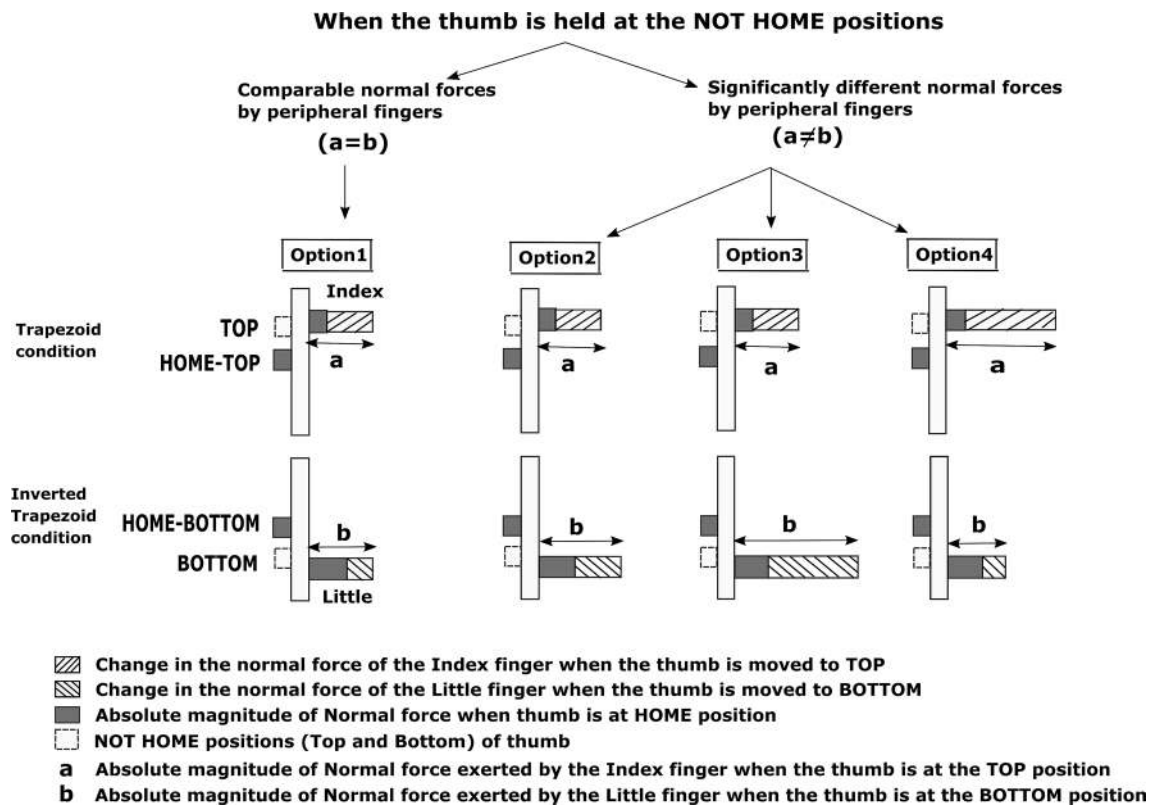 When the thumb is held at the NOT HOME positions
Comparable normal forces
by peripheral fingers
(a=b)
Significantly different normal forces
by peripheral fingers
(a≠b)
Option1
Option2
Option3
Option4
Trapezoid
condition
TOP
HOME-TOP
Index
a
a
a
a
Inverted
Trapezoid
condition
HOME-BOTTOM
BOTTOM
b
b
b
b
Little
Change in the normal force of the Index finger when the thumb is moved to TOP
Change in the normal force of the Little finger when the thumb is moved to BOTTOM
Absolute magnitude of Normal force when thumb is at HOME position
NOT HOME positions (Top and Bottom) of thumb
a Absolute magnitude of Normal force exerted by the Index finger when the thumb is at the TOP position
b Absolute magnitude of Normal force exerted by the Little finger when the thumb is at the BOTTOM position